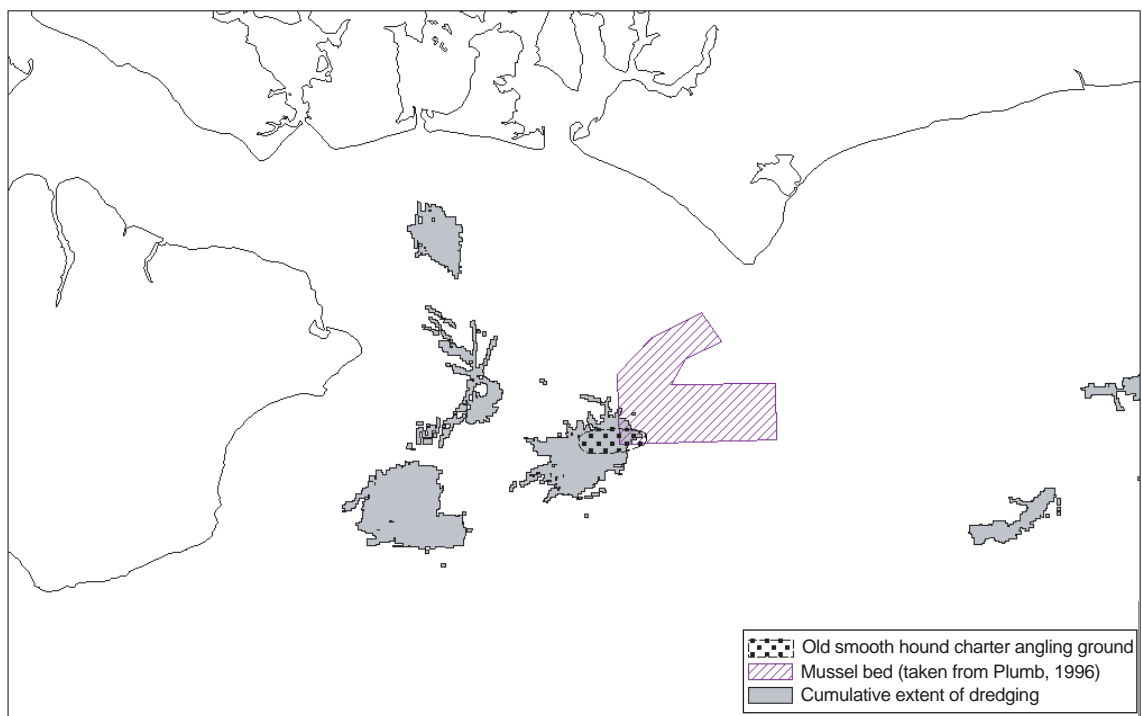 Old smooth hound charter angling ground
Mussel bed (taken from Plumb, 1996)
Cumulative extent of dredging